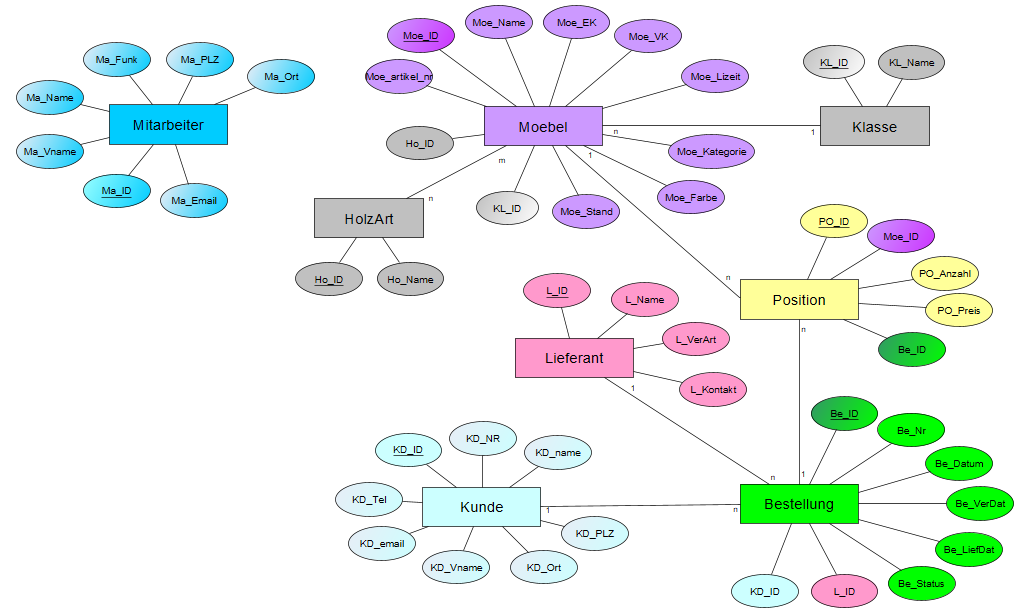 Moe_Name
Moe_EK
Moe_ID
Moe_VK
Ma_Funk
Ma_PLZ
KL_ID
KL_Name
Ma_Ort
Moe_artikel_nr
Moe_Lizeit
Ma_Name
Mitarbeiter
Moebel
n
1
Klasse
Ho_ID
Ma_Vname
Moe_Kategorie
m
1
Ma_ID
Ma_Email
n
KL_ID
Moe_Stand
Moe_Farbe
HolzArt
PO_ID
Moe_ID
Ho_ID
Ho_Name
n
PO_Anzahl
L_ID
L_Name
Position
PO_Preis
n
L_VerArt
Be_ID
Lieferant
1
L_Kontakt
Be_ID
Be_Nr
KD_NR
KD_ID
KD_name
Be_Datum
1
n
KD_Tel
Kunde
1
n
Bestellung
Be_VerDat
KD_PLZ
KD_email
Be_LiefDat
KD_Vname
KD_Ort
Be_Status
KD_ID
L_ID